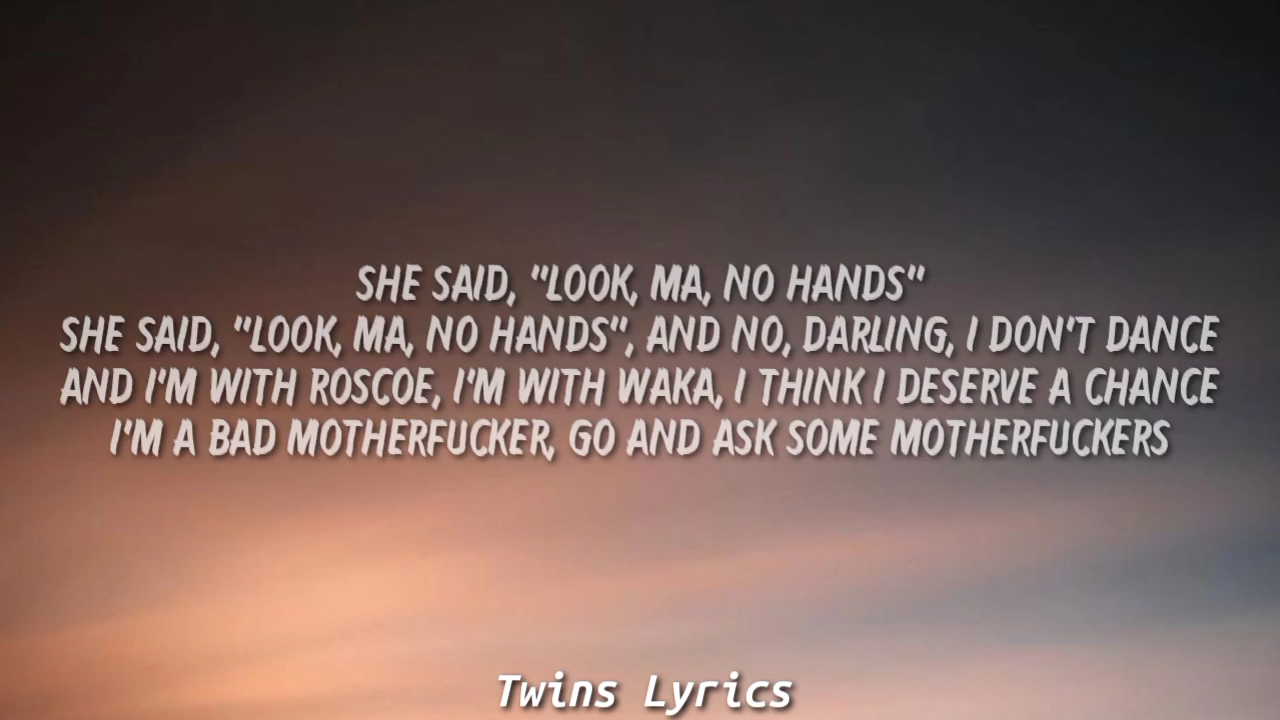 SHE SAID, "LOOK, MA, NO HANDS"
SHE SAID, "LOOK, MA, NO HANDS", AND NO, DARLING, I DON'T DANCE
AND I'M WITH ROSCOE, I'M WITH WAKA, I THINK I DESERVE A CHANCE
I'M A BAD MOTHERFUCKER, GO AND ASK SOME MOTHERFUCKERS
Twins Lyrics